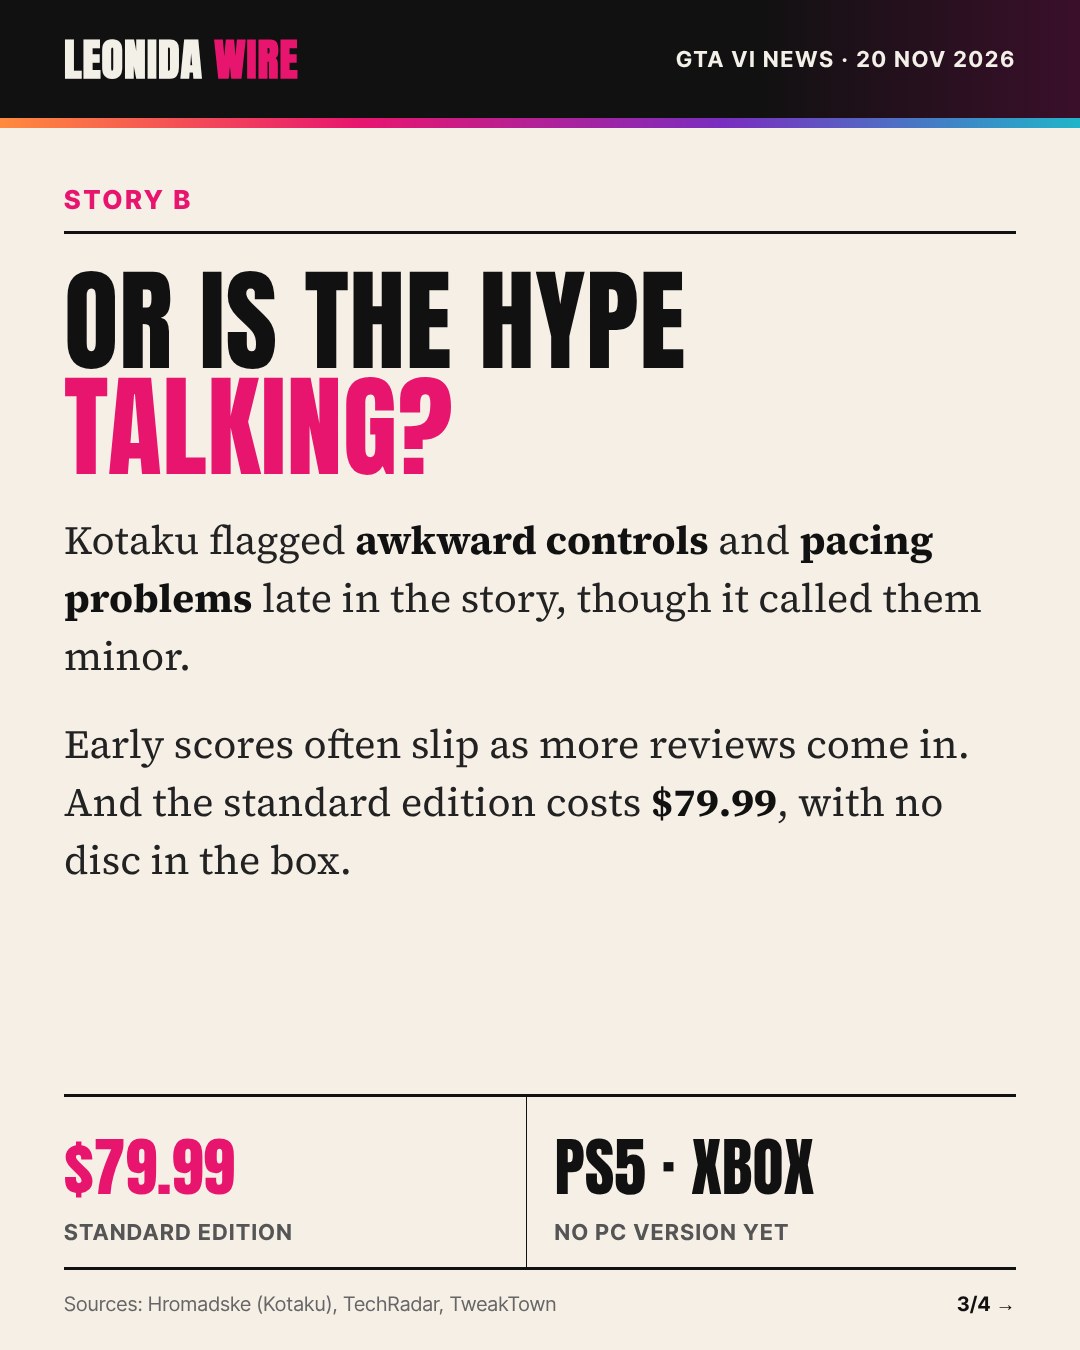 LEONIDA WIRE
GTA VI NEWS · 20 NOV 2026
STORY B
OR IS THE HYPE
TALKING?
Kotaku flagged awkward controls and pacing
problems late in the story, though it called them
minor.
Early scores often slip as more reviews come in.
And the standard edition costs $79.99, with no
disc in the box.
$79.99
STANDARD EDITION
PS5 · XBOX
NO PC VERSION YET
Sources: Hromadske (Kotaku), TechRadar, TweakTown
3/4 →